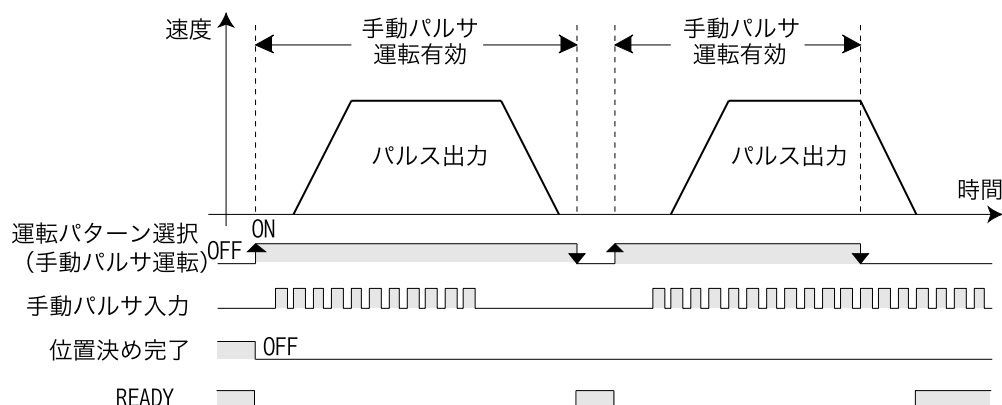 速度
手動パルサ
運転有効
手動パルサ
運転有効
パルス出力
パルス出力
時間
運転パターン選択
（手動パルサ運転）
OFF
ON
手動パルサ入力
位置決め完了
OFF
READY